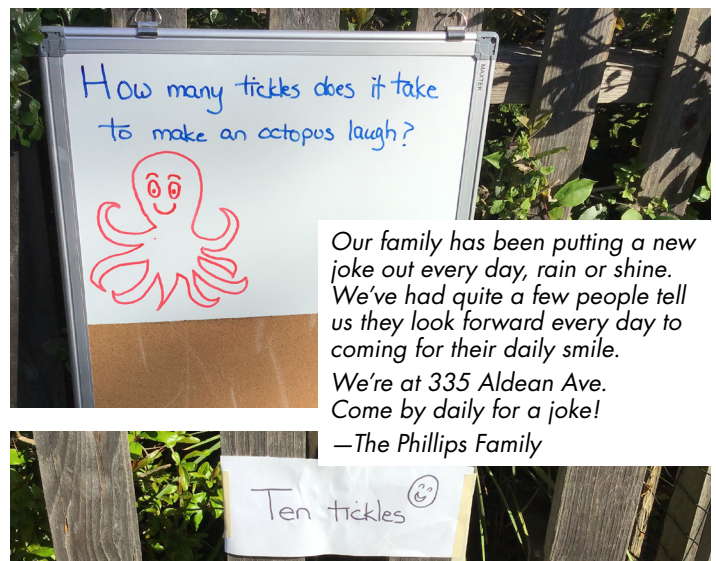 How many tickles does it take
to make an octopus laugh?
MAXTEK
Our family has been putting a new
joke out every day, rain or shine.
We've had quite a few people tell
us they look forward every day to
coming for their daily smile.
We're at 335 Aldean Ave.
Come by daily for a joke!
—The Phillips Family
Ten tickles